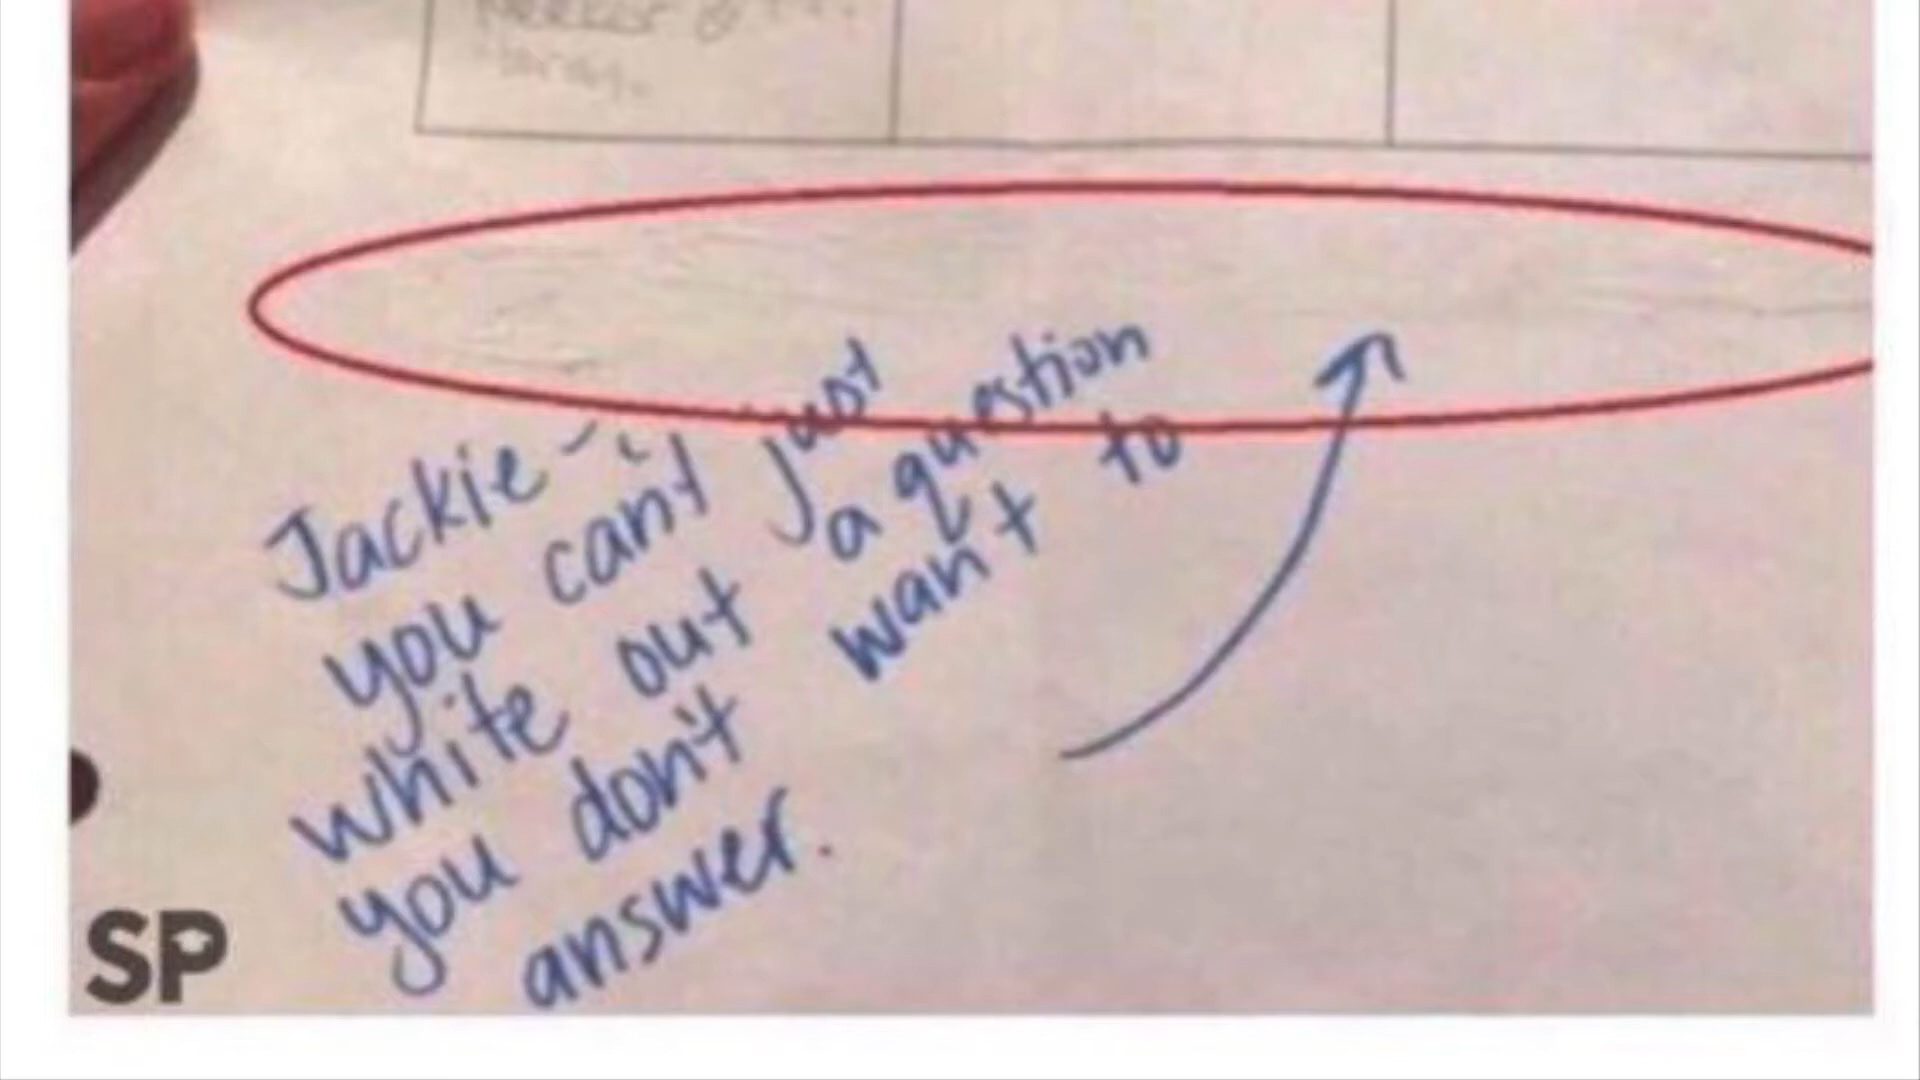 Jackie -
you can't just
white out a question
you don't want to
answer.
SP